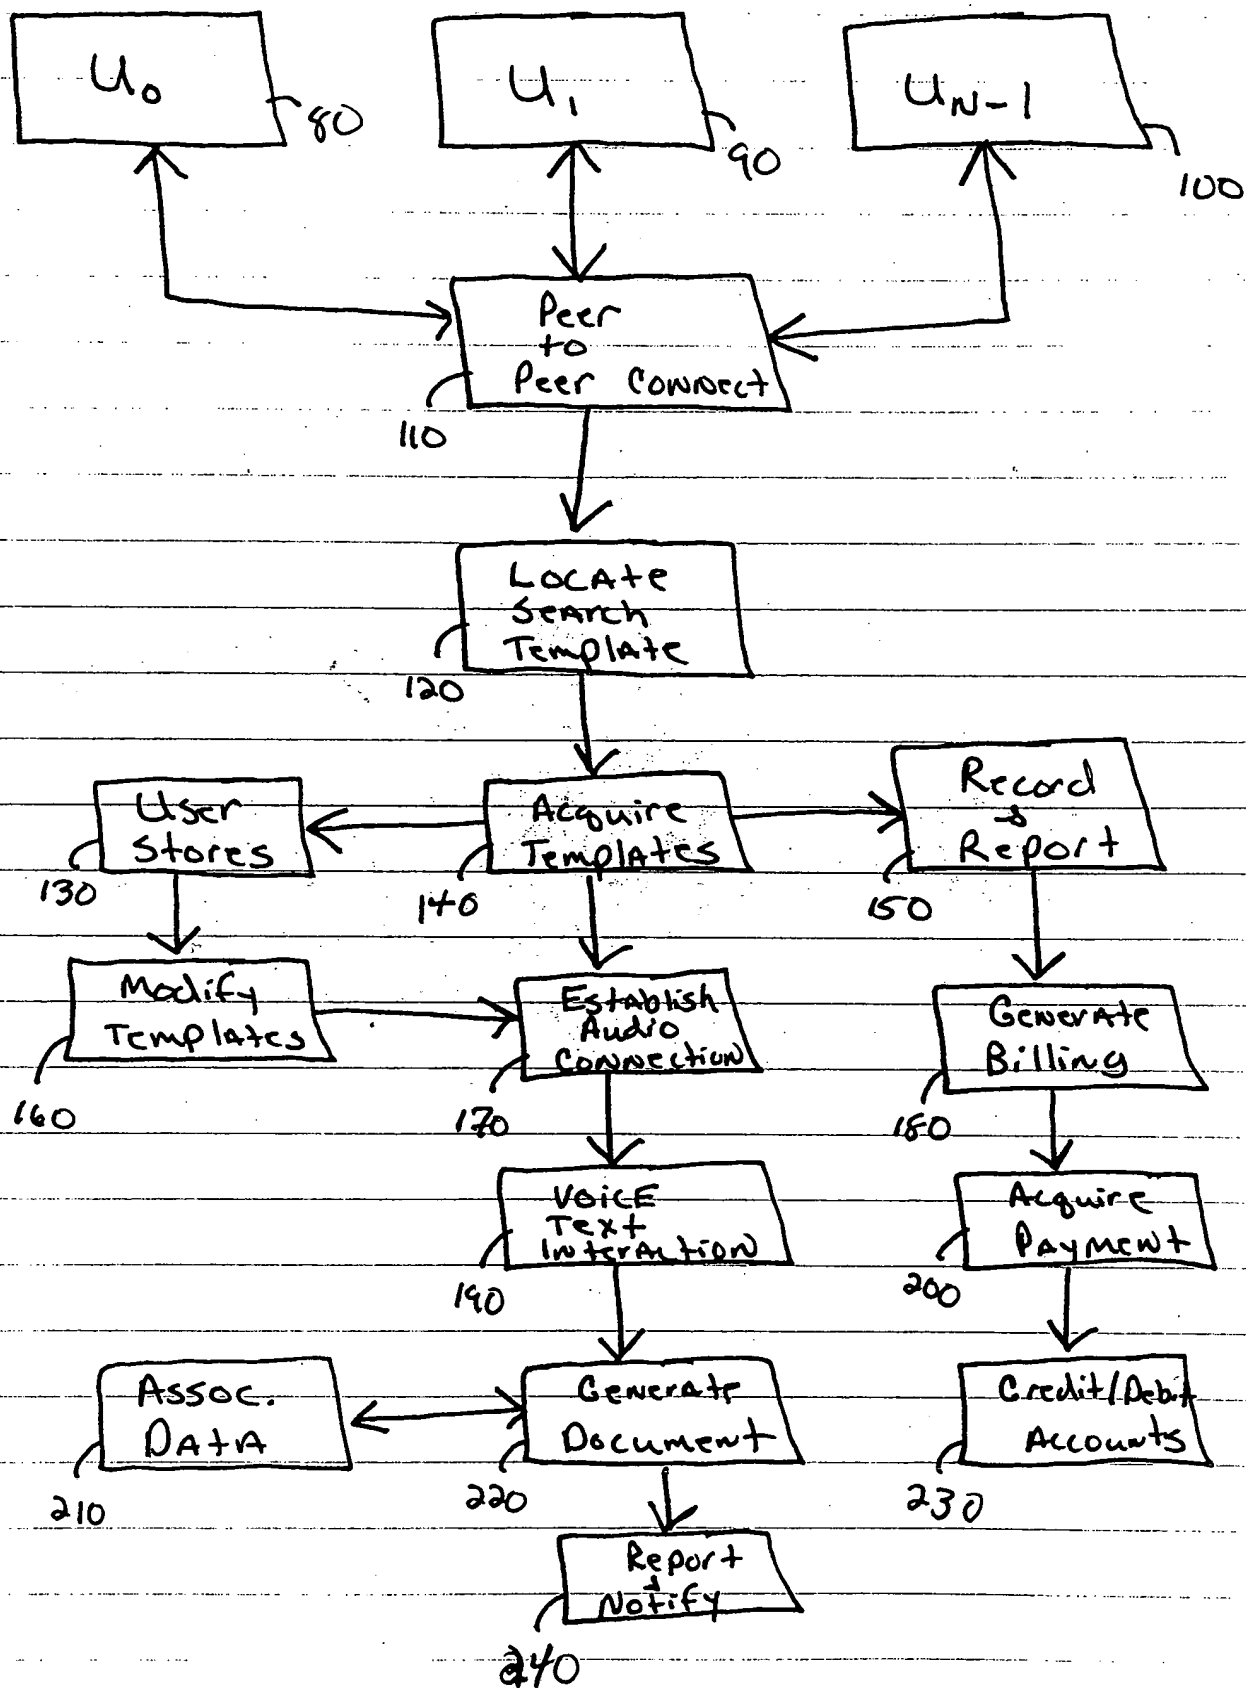 U0
80
U1
90
UN-1
100
Peer
to
Peer Connect
110
Locate
Search
Template
120
User
Stores
130
Acquire
Templates
140
Record
&
Report
150
Modify
Templates
160
Establish
Audio
Connection
170
Generate
Billing
180
Voice
Text
Interaction
190
Acquire
Payment
200
Assoc.
Data
210
Generate
Document
220
Credit/Debit
Accounts
230
Report
&
Notify
240